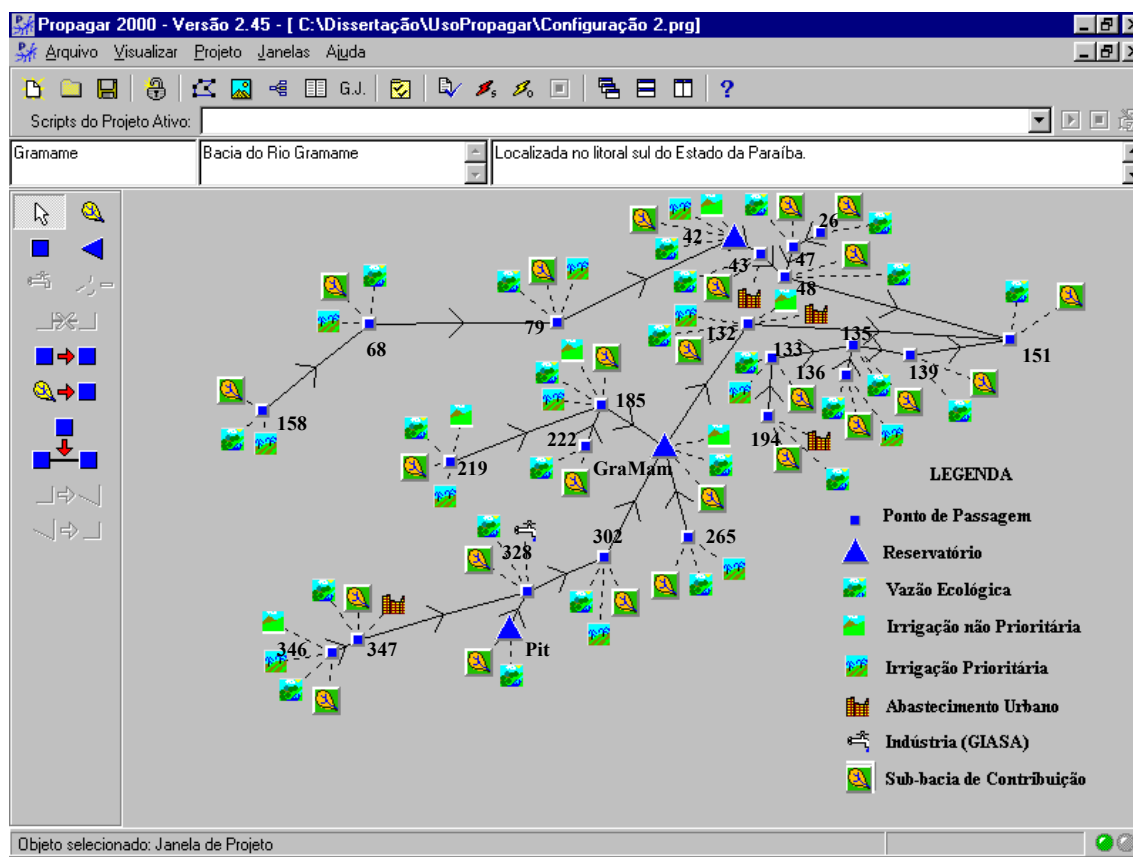 Propagar 2000 - Versão 2.45 - [ C:\Dissertação\UsoPropagar\Configuração 2.prg]
Arquivo Visualizar Projeto Janelas Ajuda
G.J. s o ?
Scripts do Projeto Ativo:
Gramame
Bacia do Rio Gramame
Localizada no litoral sul do Estado da Paraíba.
42
26
47
43
48
79
132
135
151
68
133
136
139
158
185
194
222
219
GraMam
LEGENDA
Ponto de Passagem
328
302
265
Reservatório
Vazão Ecológica
Irrigação não Prioritária
346
347
Pit
Irrigação Prioritária
Abastecimento Urbano
Indústria (GIASA)
Sub-bacia de Contribuição
Objeto selecionado: Janela de Projeto